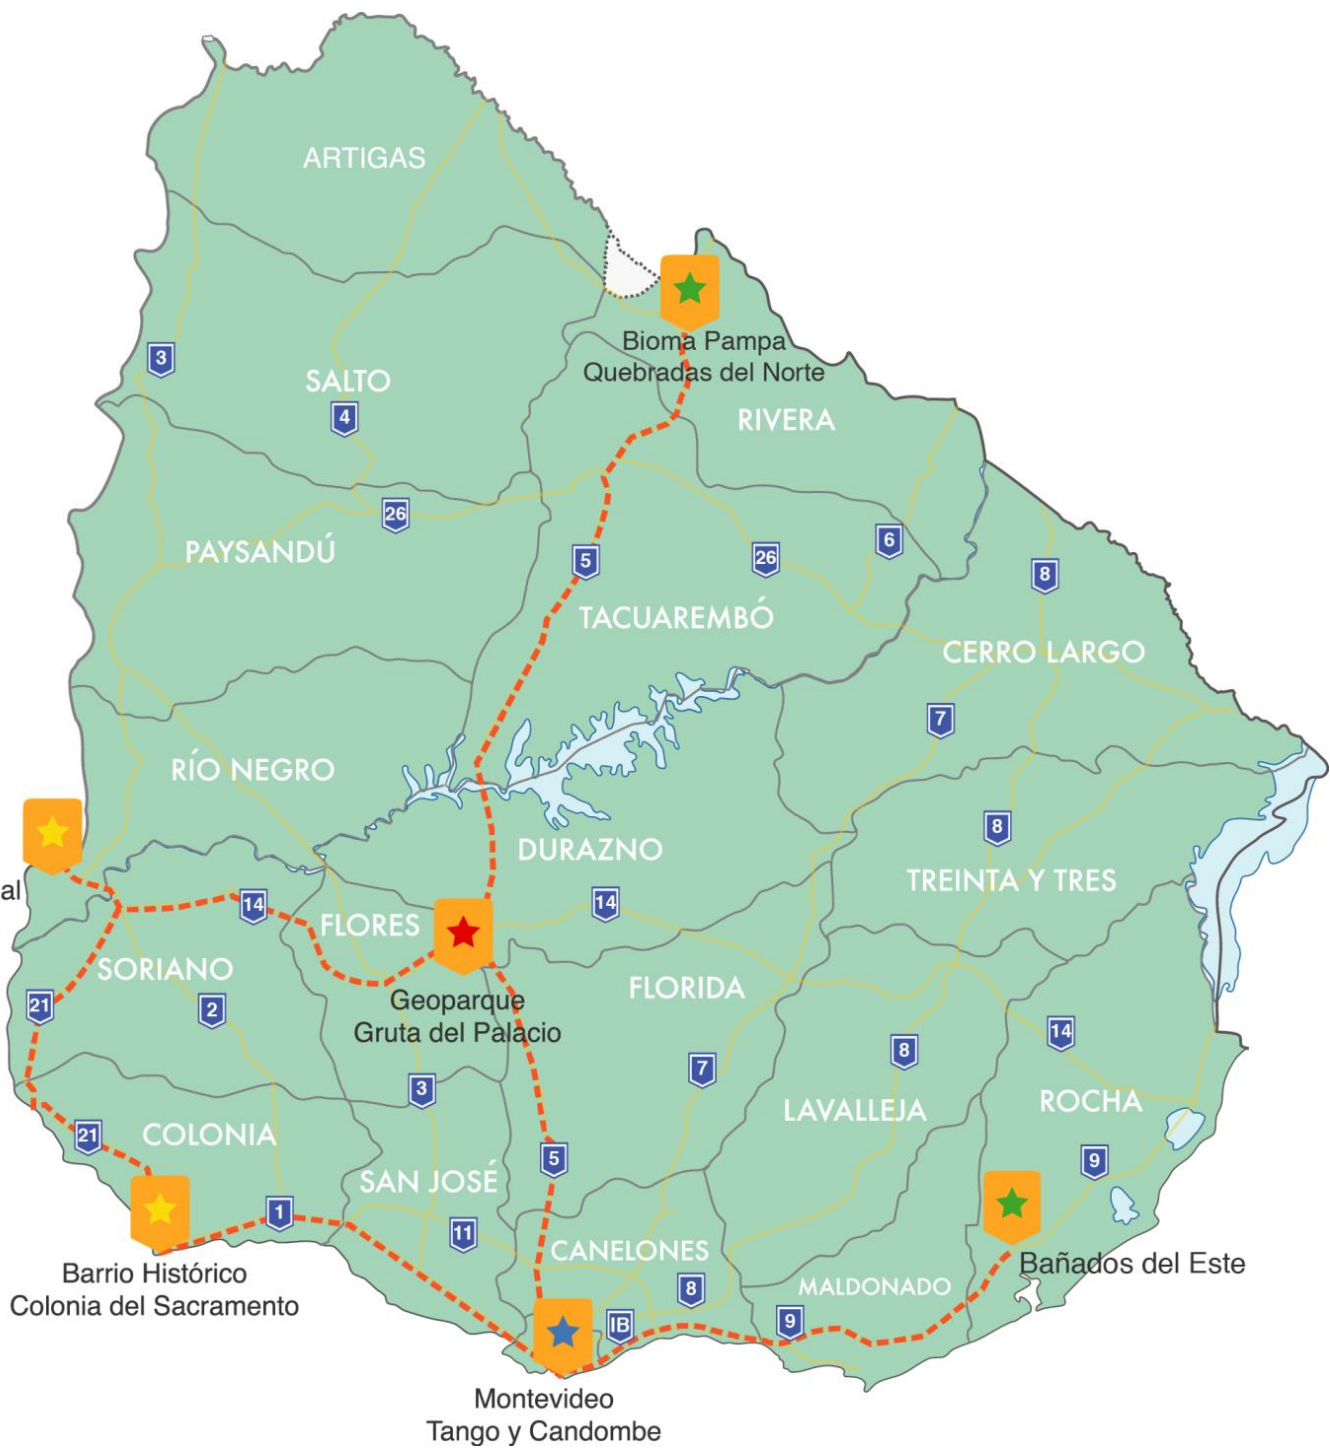 ARTIGAS
Bioma Pampa
Quebradas del Norte
3
SALTO
4
RIVERA
26
PAYSANDÚ
6
5
26
8
TACUAREMBÓ
CERRO LARGO
7
RÍO NEGRO
8
DURAZNO
TREINTA Y TRES
al
14
14
FLORES
SORIANO
FLORIDA
Geoparque
Gruta del Palacio
21
2
14
8
7
3
ROCHA
LAVALLEJA
21
COLONIA
5
9
SAN JOSÉ
1
11
CANELONES
Bañados del Este
Barrio Histórico
Colonia del Sacramento
8
MALDONADO
IB
9
Montevideo
Tango y Candombe